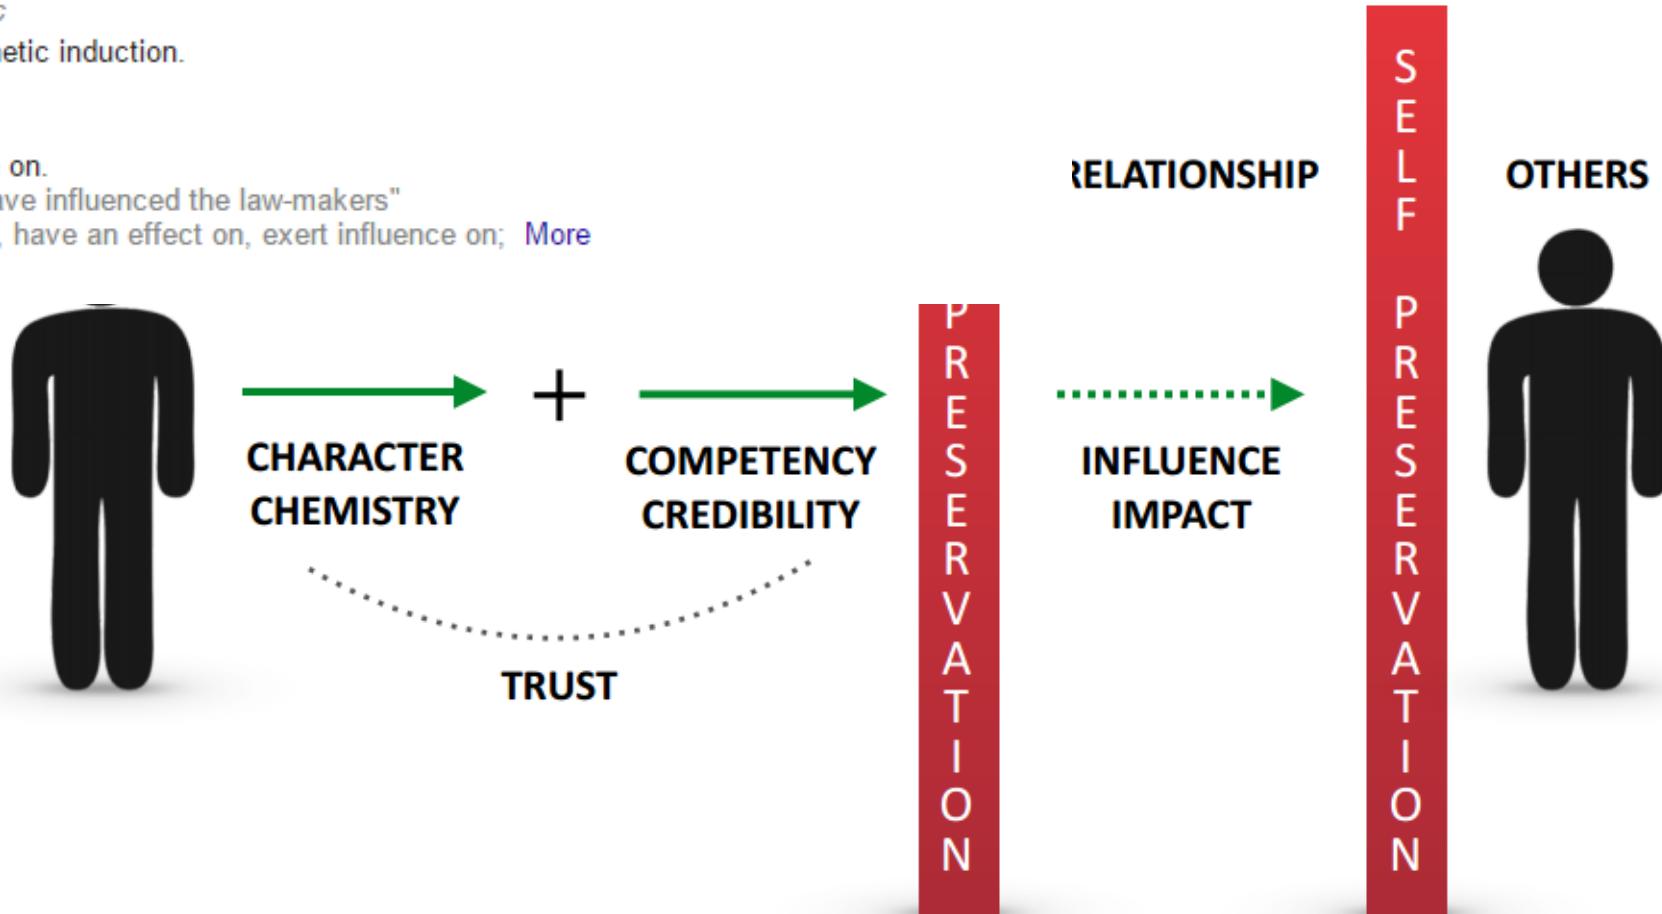 etic induction.
on.
ve influenced the law-makers"
, have an effect on, exert influence on; More
RELATIONSHIP
SELF PRESERVATION
OTHERS
CHARACTER
CHEMISTRY
+
COMPETENCY
CREDIBILITY
PRESERVATION
INFLUENCE
IMPACT
TRUST